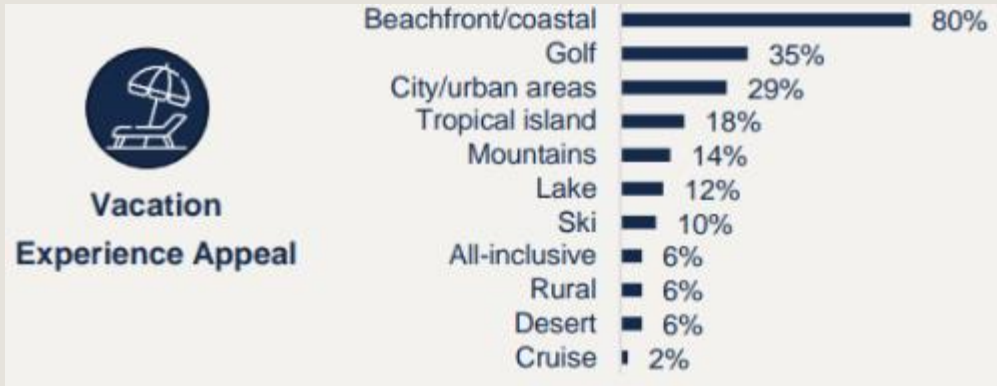 Vacation
Experience Appeal
Beachfront/coastal 80%
Golf 35%
City/urban areas 29%
Tropical island 18%
Mountains 14%
Lake 12%
Ski 10%
All-inclusive 6%
Rural 6%
Desert 6%
Cruise 2%